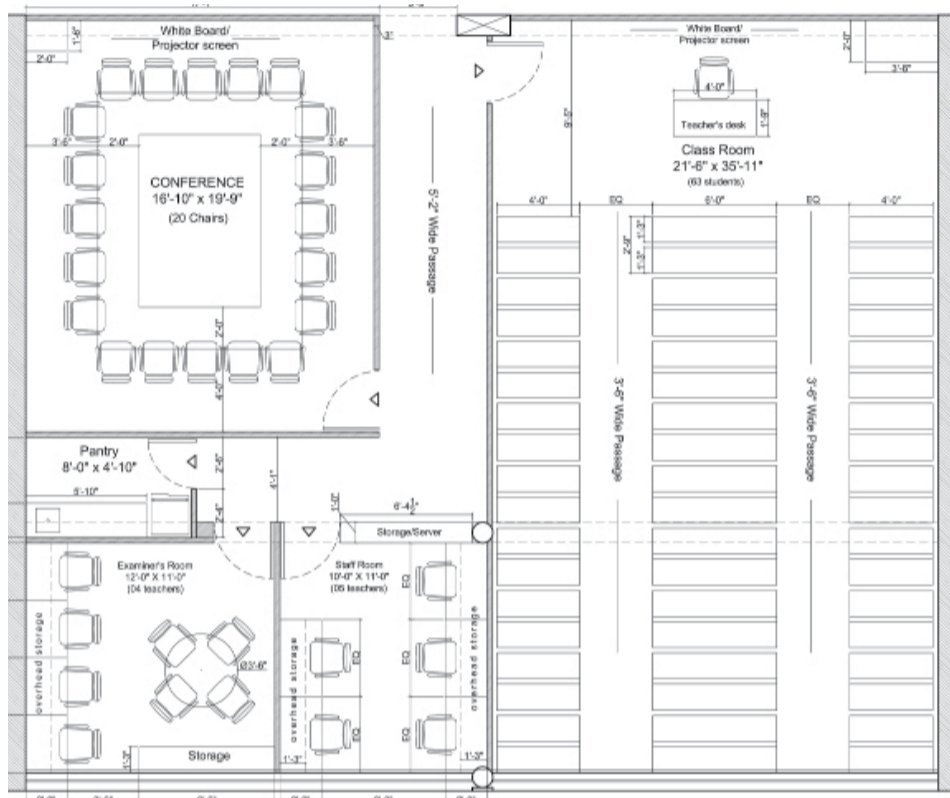 White Board/
Projector screen
1'-6"
2'-0"
3"
White Board/
Projector screen
2'-0"
3'-6"
4'-0"
1'-9"
Teacher's desk
Class Room
21'-6" x 35'-11"
(63 students)
9'-5"
3'-6"
2'-0"
2'-0"
3'-6"
CONFERENCE
16'-10" x 19'-9"
(20 Chairs)
5'-2" Wide Passage
4'-0"
EQ
6'-0"
EQ
4'-0"
2'-9"
1'-3"
1'-3"
2'-0"
4'-0"
3'-6" Wide Passage
3'-6" Wide Passage
Pantry
8'-0" x 4'-10"
5'-10"
2'-6"
2'-4"
4'-1"
1'-0"
6'-4½"
Storage/Server
Examiner's Room
12'-0" X 11'-0"
(04 teachers)
Staff Room
10'-0" X 11'-0"
(05 teachers)
overhead storage
Ø3'-6"
overhead storage
EQ
EQ
EQ
EQ
EQ
overhead storage
Storage
1'-3"
1'-3"
1'-3"